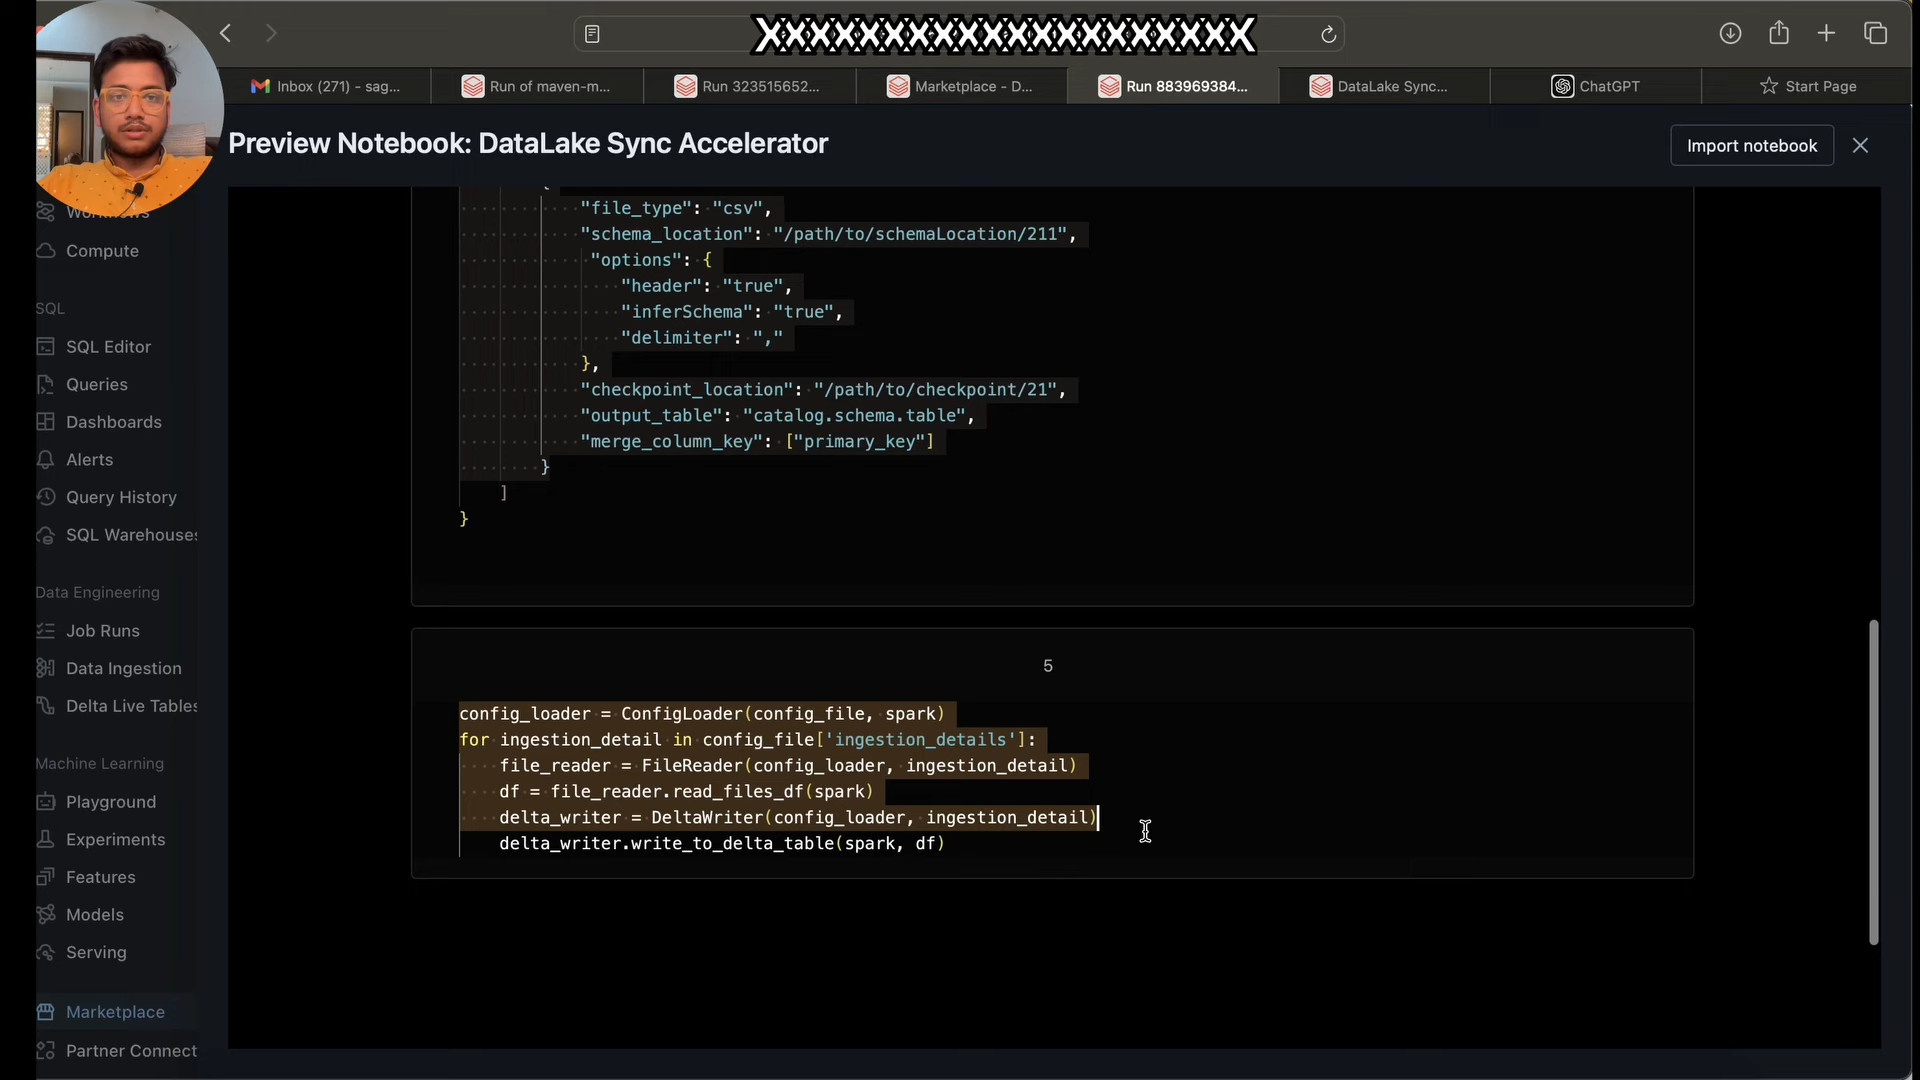 XXXXXXXXXXXXXXXXXXXX
Inbox (271) - sag...
Run of maven-m...
Run 323515652...
Marketplace - D...
Run 883969384...
DataLake Sync...
ChatGPT
Start Page
Preview Notebook: DataLake Sync Accelerator
Import notebook
Workflows
Compute
SQL
SQL Editor
Queries
Dashboards
Alerts
Query History
SQL Warehouses
Data Engineering
Job Runs
Data Ingestion
Delta Live Tables
Machine Learning
Playground
Experiments
Features
Models
Serving
Marketplace
Partner Connect
{
"file_type": "csv",
"schema_location": "/path/to/schemaLocation/211",
"options": {
"header": "true",
"inferSchema": "true",
"delimiter": ","
},
"checkpoint_location": "/path/to/checkpoint/21",
"output_table": "catalog.schema.table",
"merge_column_key": ["primary_key"]
}
]
}
5
config_loader = ConfigLoader(config_file, spark)
for ingestion_detail in config_file['ingestion_details']:
file_reader = FileReader(config_loader, ingestion_detail)
df = file_reader.read_files_df(spark)
delta_writer = DeltaWriter(config_loader, ingestion_detail)
delta_writer.write_to_delta_table(spark, df)